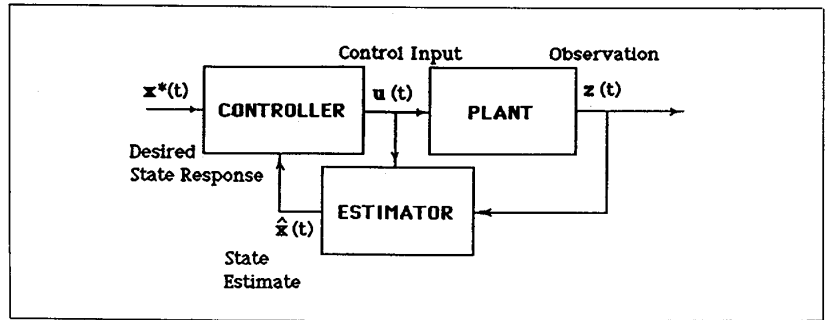 Control Input
Observation
x*(t)
CONTROLLER
u(t)
PLANT
z(t)
Desired
State Response
ESTIMATOR
x̂(t)
State
Estimate